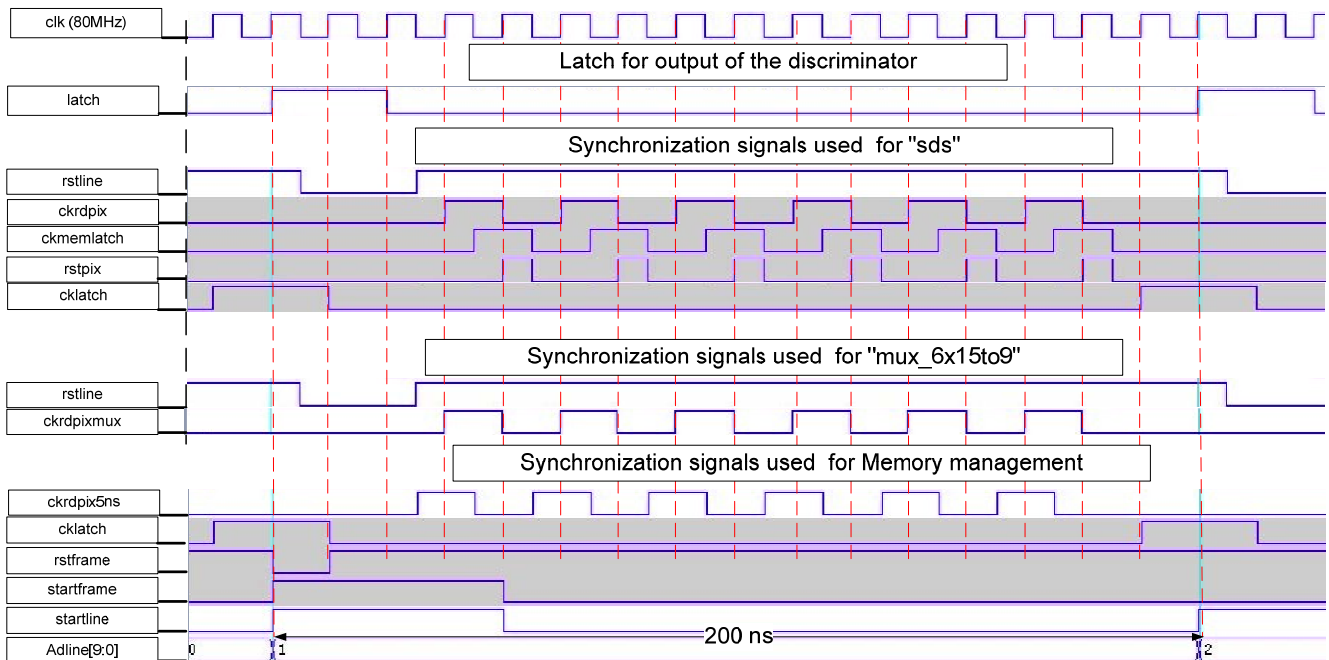 clk (80MHz)
Latch for output of the discriminator
latch
Synchronization signals used for "sds"
rstline
ckrdpix
ckmemlatch
rstpix
cklatch
Synchronization signals used for "mux_6x15to9"
rstline
ckrdpixmux
Synchronization signals used for Memory management
ckrdpix5ns
cklatch
rstframe
startframe
startline
200 ns
Adline[9:0]
0 1 2